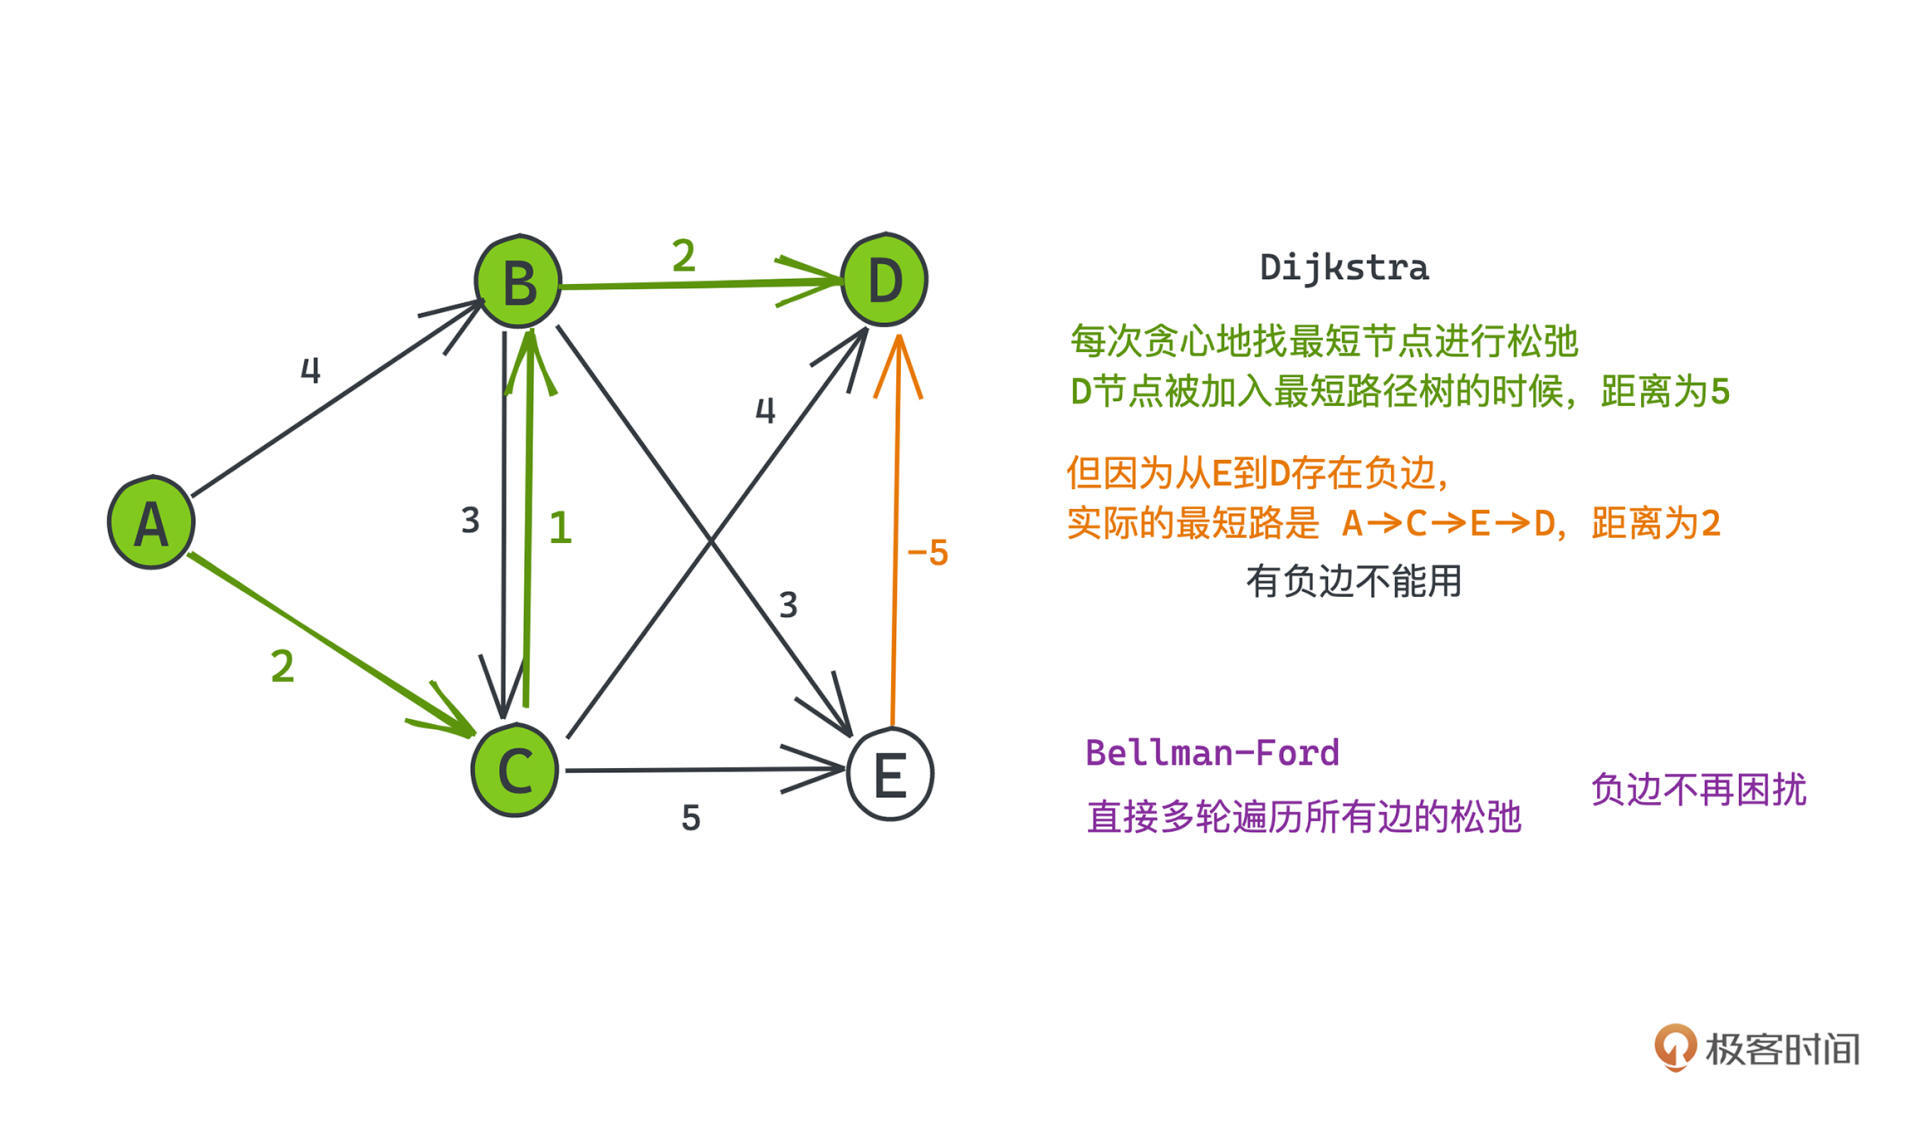 B
2
D
4
4
3
1
-5
A
3
2
C
E
5
Dijkstra
每次贪心地找最短节点进行松弛
D节点被加入最短路径树的时候，距离为5
但因为从E到D存在负边，
实际的最短路是 A→C→E→D，距离为2
有负边不能用
Bellman-Ford
直接多轮遍历所有边的松弛
负边不再困扰
极客时间